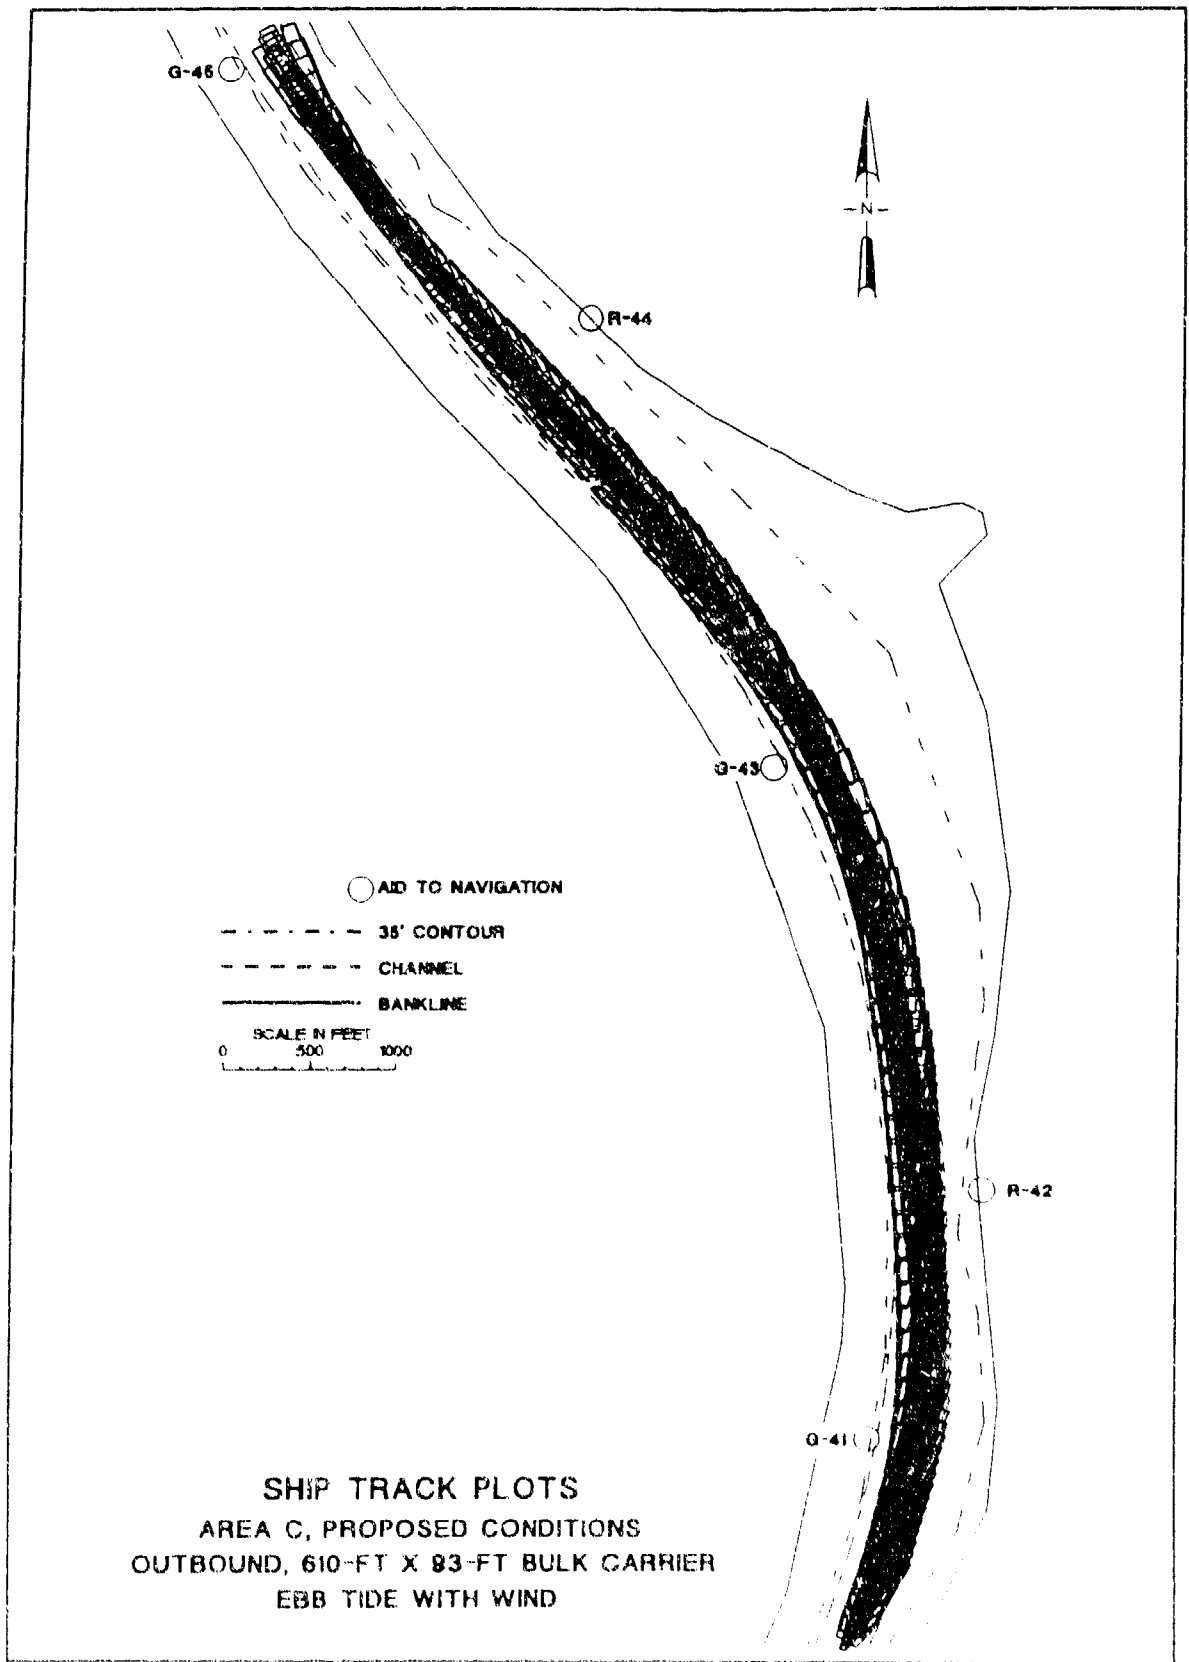 G-45
-N-
R-44
G-43
AID TO NAVIGATION
35' CONTOUR
CHANNEL
BANKLINE
SCALE IN FEET
0 500 1000
R-42
G-41
SHIP TRACK PLOTS
AREA C, PROPOSED CONDITIONS
OUTBOUND, 610-FT X 93-FT BULK CARRIER
EBB TIDE WITH WIND